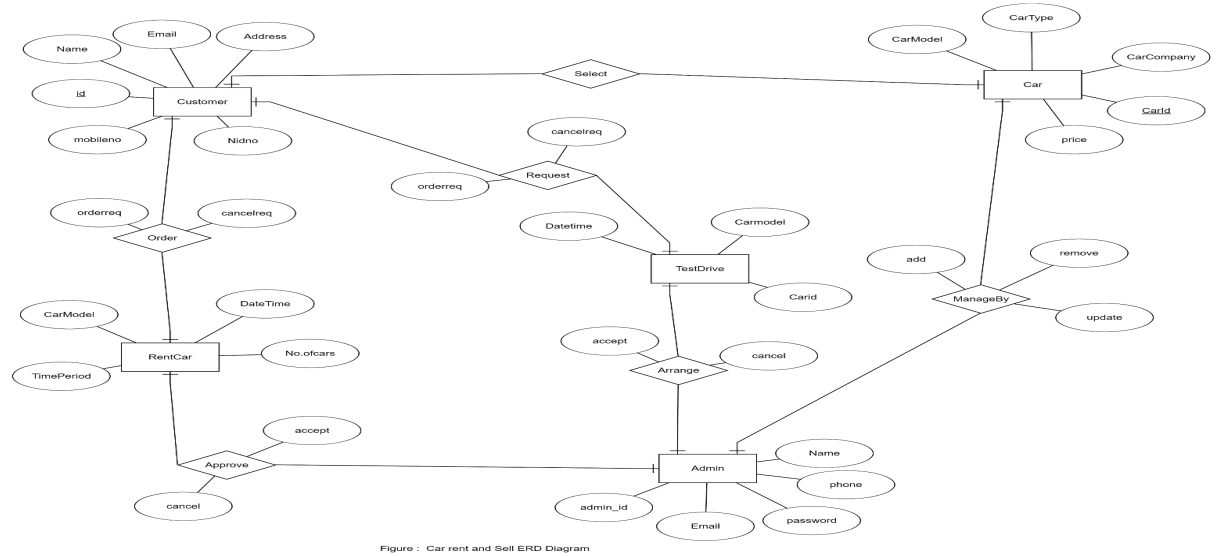 CarType
Email
Address
CarModel
Name
CarCompany
Select
Car
id
Customer
CarId
cancelreq
mobileno
Nidno
price
Request
orderreq
orderreq
cancelreq
Carmodel
Datetime
Order
add
remove
TestDrive
Carid
ManageBy
DateTime
CarModel
update
accept
No.ofcars
cancel
RentCar
Arrange
TimePeriod
accept
Name
Approve
Admin
phone
cancel
admin_id
Email
password
Figure : Car rent and Sell ERD Diagram